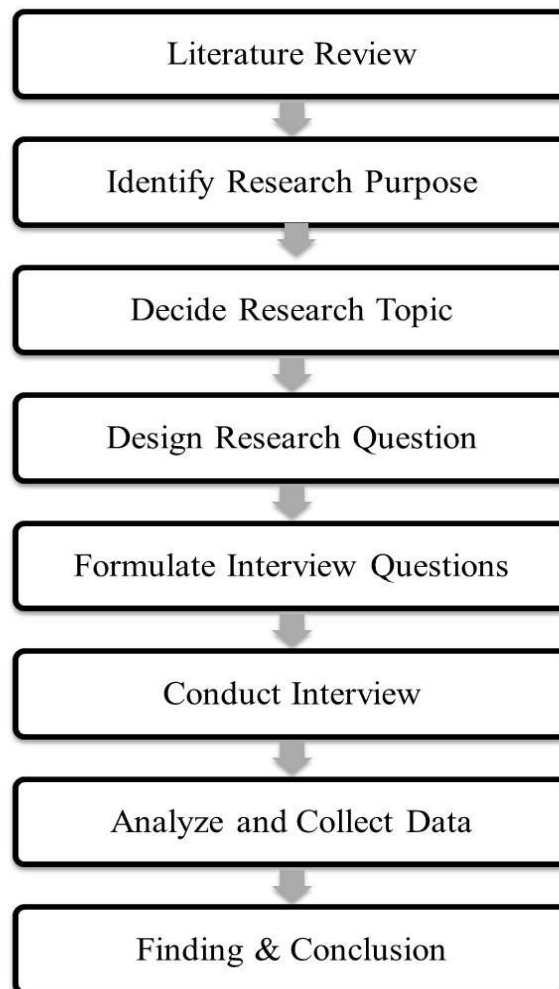 Literature Review
Identify Research Purpose
Decide Research Topic
Design Research Question
Formulate Interview Questions
Conduct Interview
Analyze and Collect Data
Finding & Conclusion